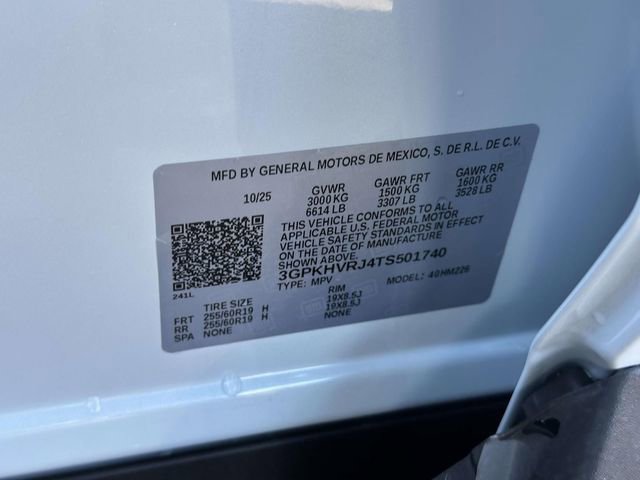 MFD BY GENERAL MOTORS DE MEXICO, S. DE R.L. DE C.V.
10/25 GVWR GAWR FRT GAWR RR
3000 KG 1500 KG 1600 KG
6614 LB 3307 LB 3528 LB
THIS VEHICLE CONFORMS TO ALL
APPLICABLE U.S. FEDERAL MOTOR
VEHICLE SAFETY STANDARDS IN EFFECT
ON THE DATE OF MANUFACTURE
SHOWN ABOVE.
3GPKHVRJ4TS501740
TYPE: MPV MODEL: 40HM226
241L
TIRE SIZE RIM
FRT 255/60R19 H 19X8.5J
RR 255/60R19 H 19X8.5J
SPA NONE NONE